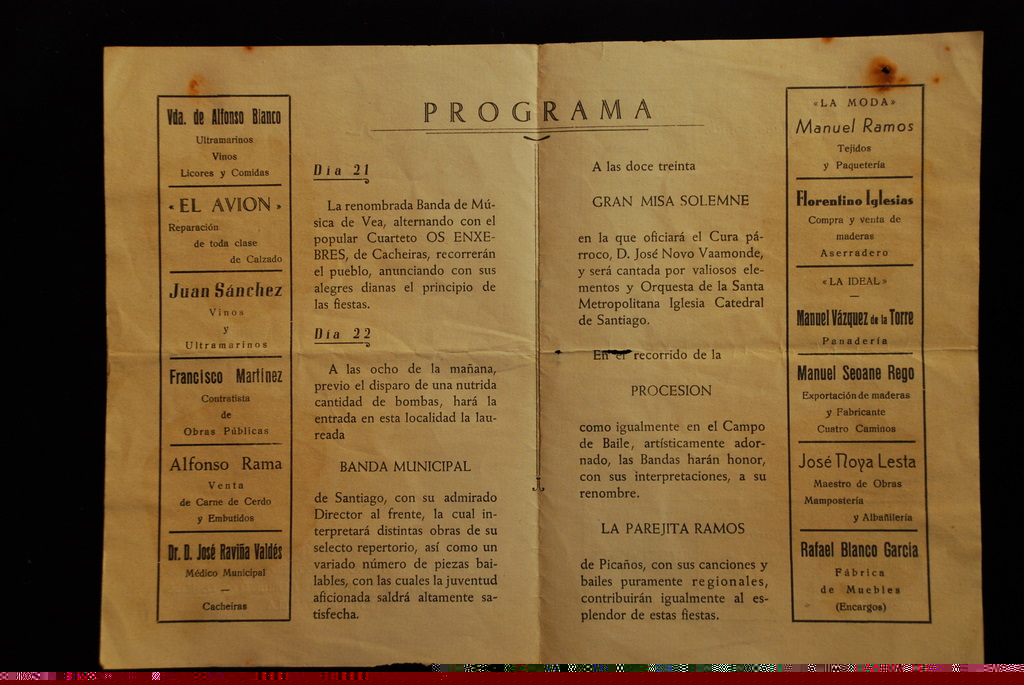 PROGRAMA
Vda. de Alfonso Blanco
Ultramarinos
Vinos
Licores y Comidas
«EL AVION»
Reparación
de toda clase
de Calzado
Juan Sánchez
Vinos
y
Ultramarinos
Francisco Martínez
Contratista
de
Obras Públicas
Alfonso Rama
Venta
de Carne de Cerdo
y Embutidos
Dr. D. José Raviña Valdés
Médico Municipal
—
Cacheiras
Día 21
La renombrada Banda de Mú-
sica de Vea, alternando con el
popular Cuarteto OS ENXE-
BRES, de Cacheiras, recorrerán
el pueblo, anunciando con sus
alegres dianas el principio de
las fiestas.
Día 22
A las ocho de la mañana,
previo el disparo de una nutrida
cantidad de bombas, hará la
entrada en esta localidad la lau-
reada
BANDA MUNICIPAL
de Santiago, con su admirado
Director al frente, la cual in-
terpretará distintas obras de su
selecto repertorio, así como un
variado número de piezas bai-
lables, con las cuales la juventud
aficionada saldrá altamente sa-
tisfecha.
A las doce treinta
GRAN MISA SOLEMNE
en la que oficiará el Cura pá-
rroco, D. José Novo Vaamonde,
y será cantada por valiosos ele-
mentos y Orquesta de la Santa
Metropolitana Iglesia Catedral
de Santiago.
En el recorrido de la
PROCESION
como igualmente en el Campo
de Baile, artísticamente ador-
nado, las Bandas harán honor,
con sus interpretaciones, a su
renombre.
LA PAREJITA RAMOS
de Picaños, con sus canciones y
bailes puramente regionales,
contribuirán igualmente al es-
plendor de estas fiestas.
«LA MODA»
Manuel Ramos
Tejidos
y Paquetería
Florentino Iglesias
Compra y venta de
maderas
Aserradero
«LA IDEAL»
—
Manuel Vázquez de la Torre
Panadería
Manuel Seoane Rego
Exportación de maderas
y Fabricante
Cuatro Caminos
José Noya Lesta
Maestro de Obras
Mampostería
y Albañilería
Rafael Blanco García
Fábrica
de Muebles
(Encargos)